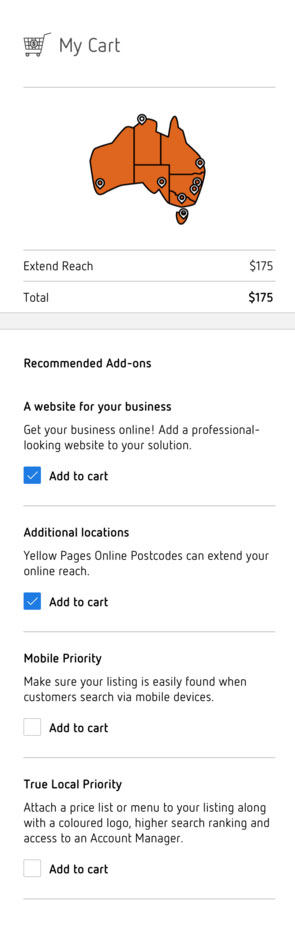 My Cart
Extend Reach $175
Total $175
Recommended Add-ons
A website for your business
Get your business online! Add a professional-
looking website to your solution.
Add to cart
Additional locations
Yellow Pages Online Postcodes can extend your
online reach.
Add to cart
Mobile Priority
Make sure your listing is easily found when
customers search via mobile devices.
Add to cart
True Local Priority
Attach a price list or menu to your listing along
with a coloured logo, higher search ranking and
access to an Account Manager.
Add to cart